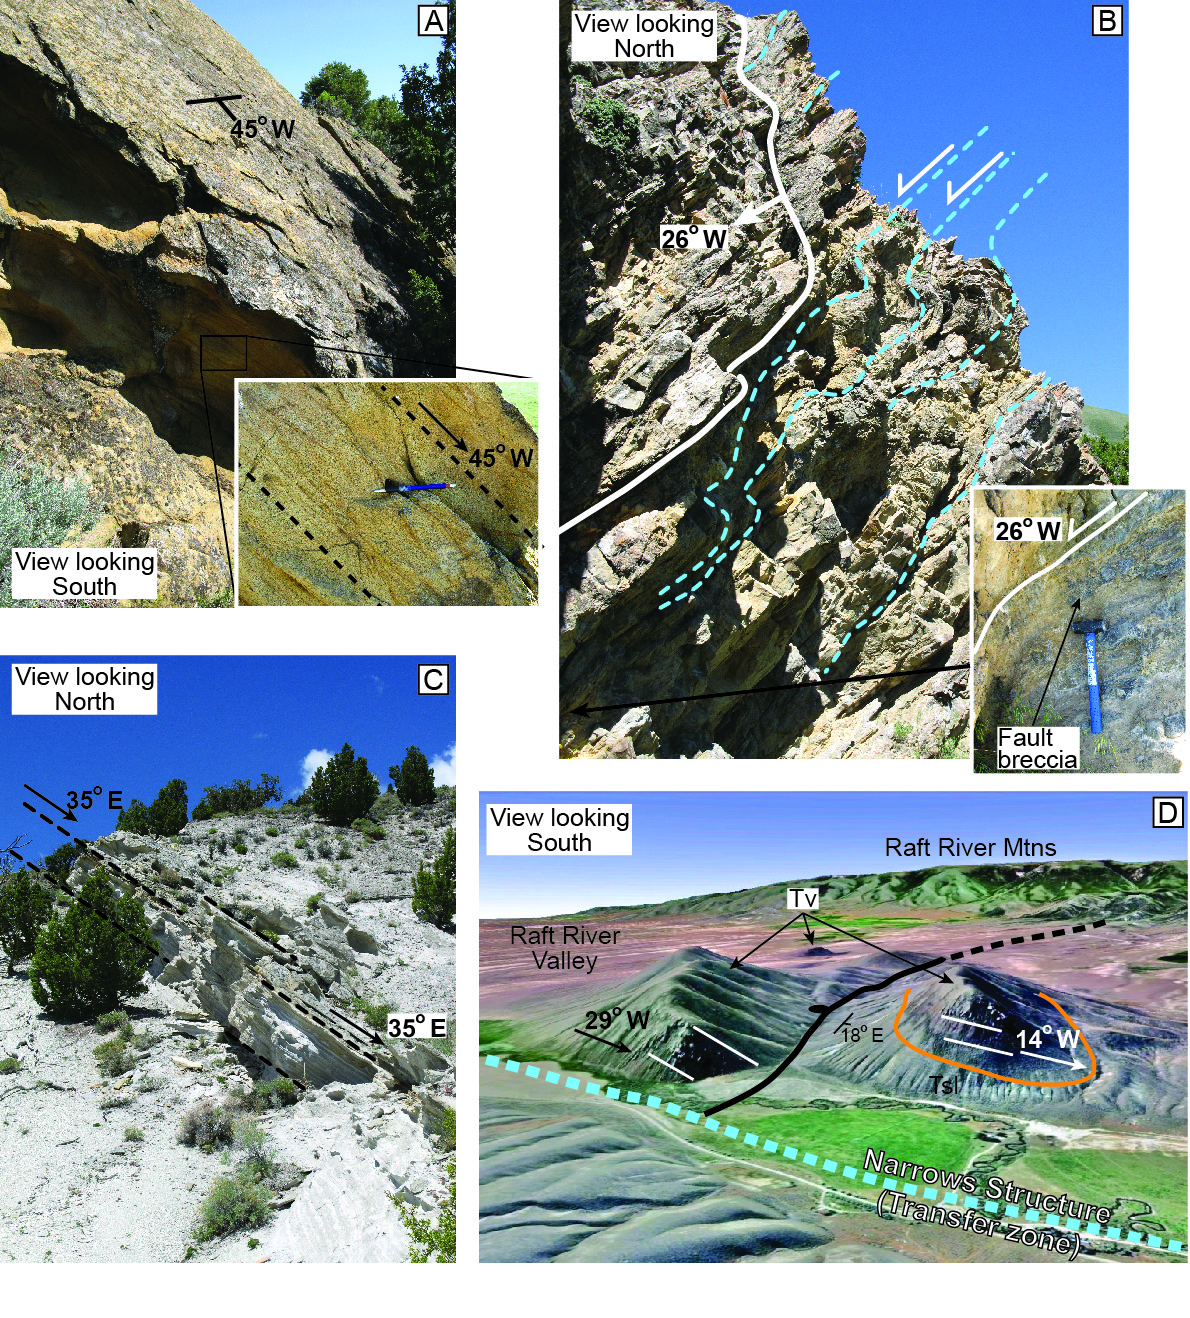 A
45° W
45° W
View looking
South
View looking
North
B
26° W
26° W
Fault
breccia
View looking
North
C
35° E
35° E
View looking
South
D
Raft River Mtns
Tv
Raft River
Valley
29° W
18° E
14° W
Tsl
Narrows Structure
(Transfer zone)